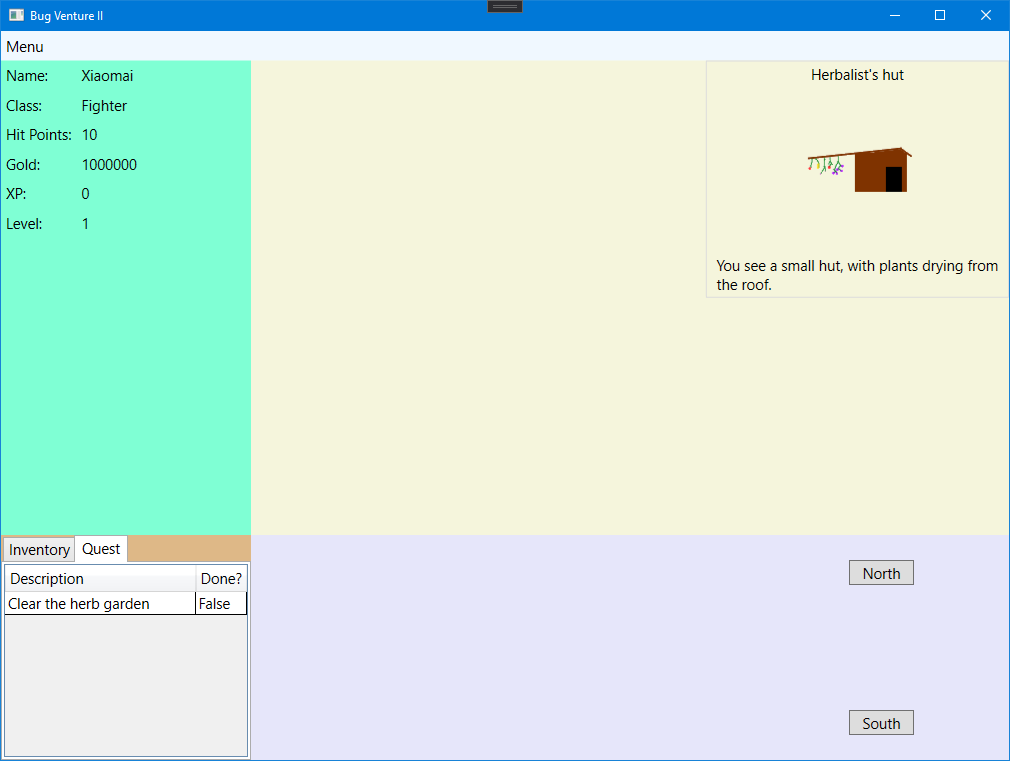 Bug Venture II
Menu
Name: Xiaomai
Class: Fighter
Hit Points: 10
Gold: 1000000
XP: 0
Level: 1
Herbalist's hut
You see a small hut, with plants drying from
the roof.
Inventory Quest
Description Done?
Clear the herb garden False
North
South